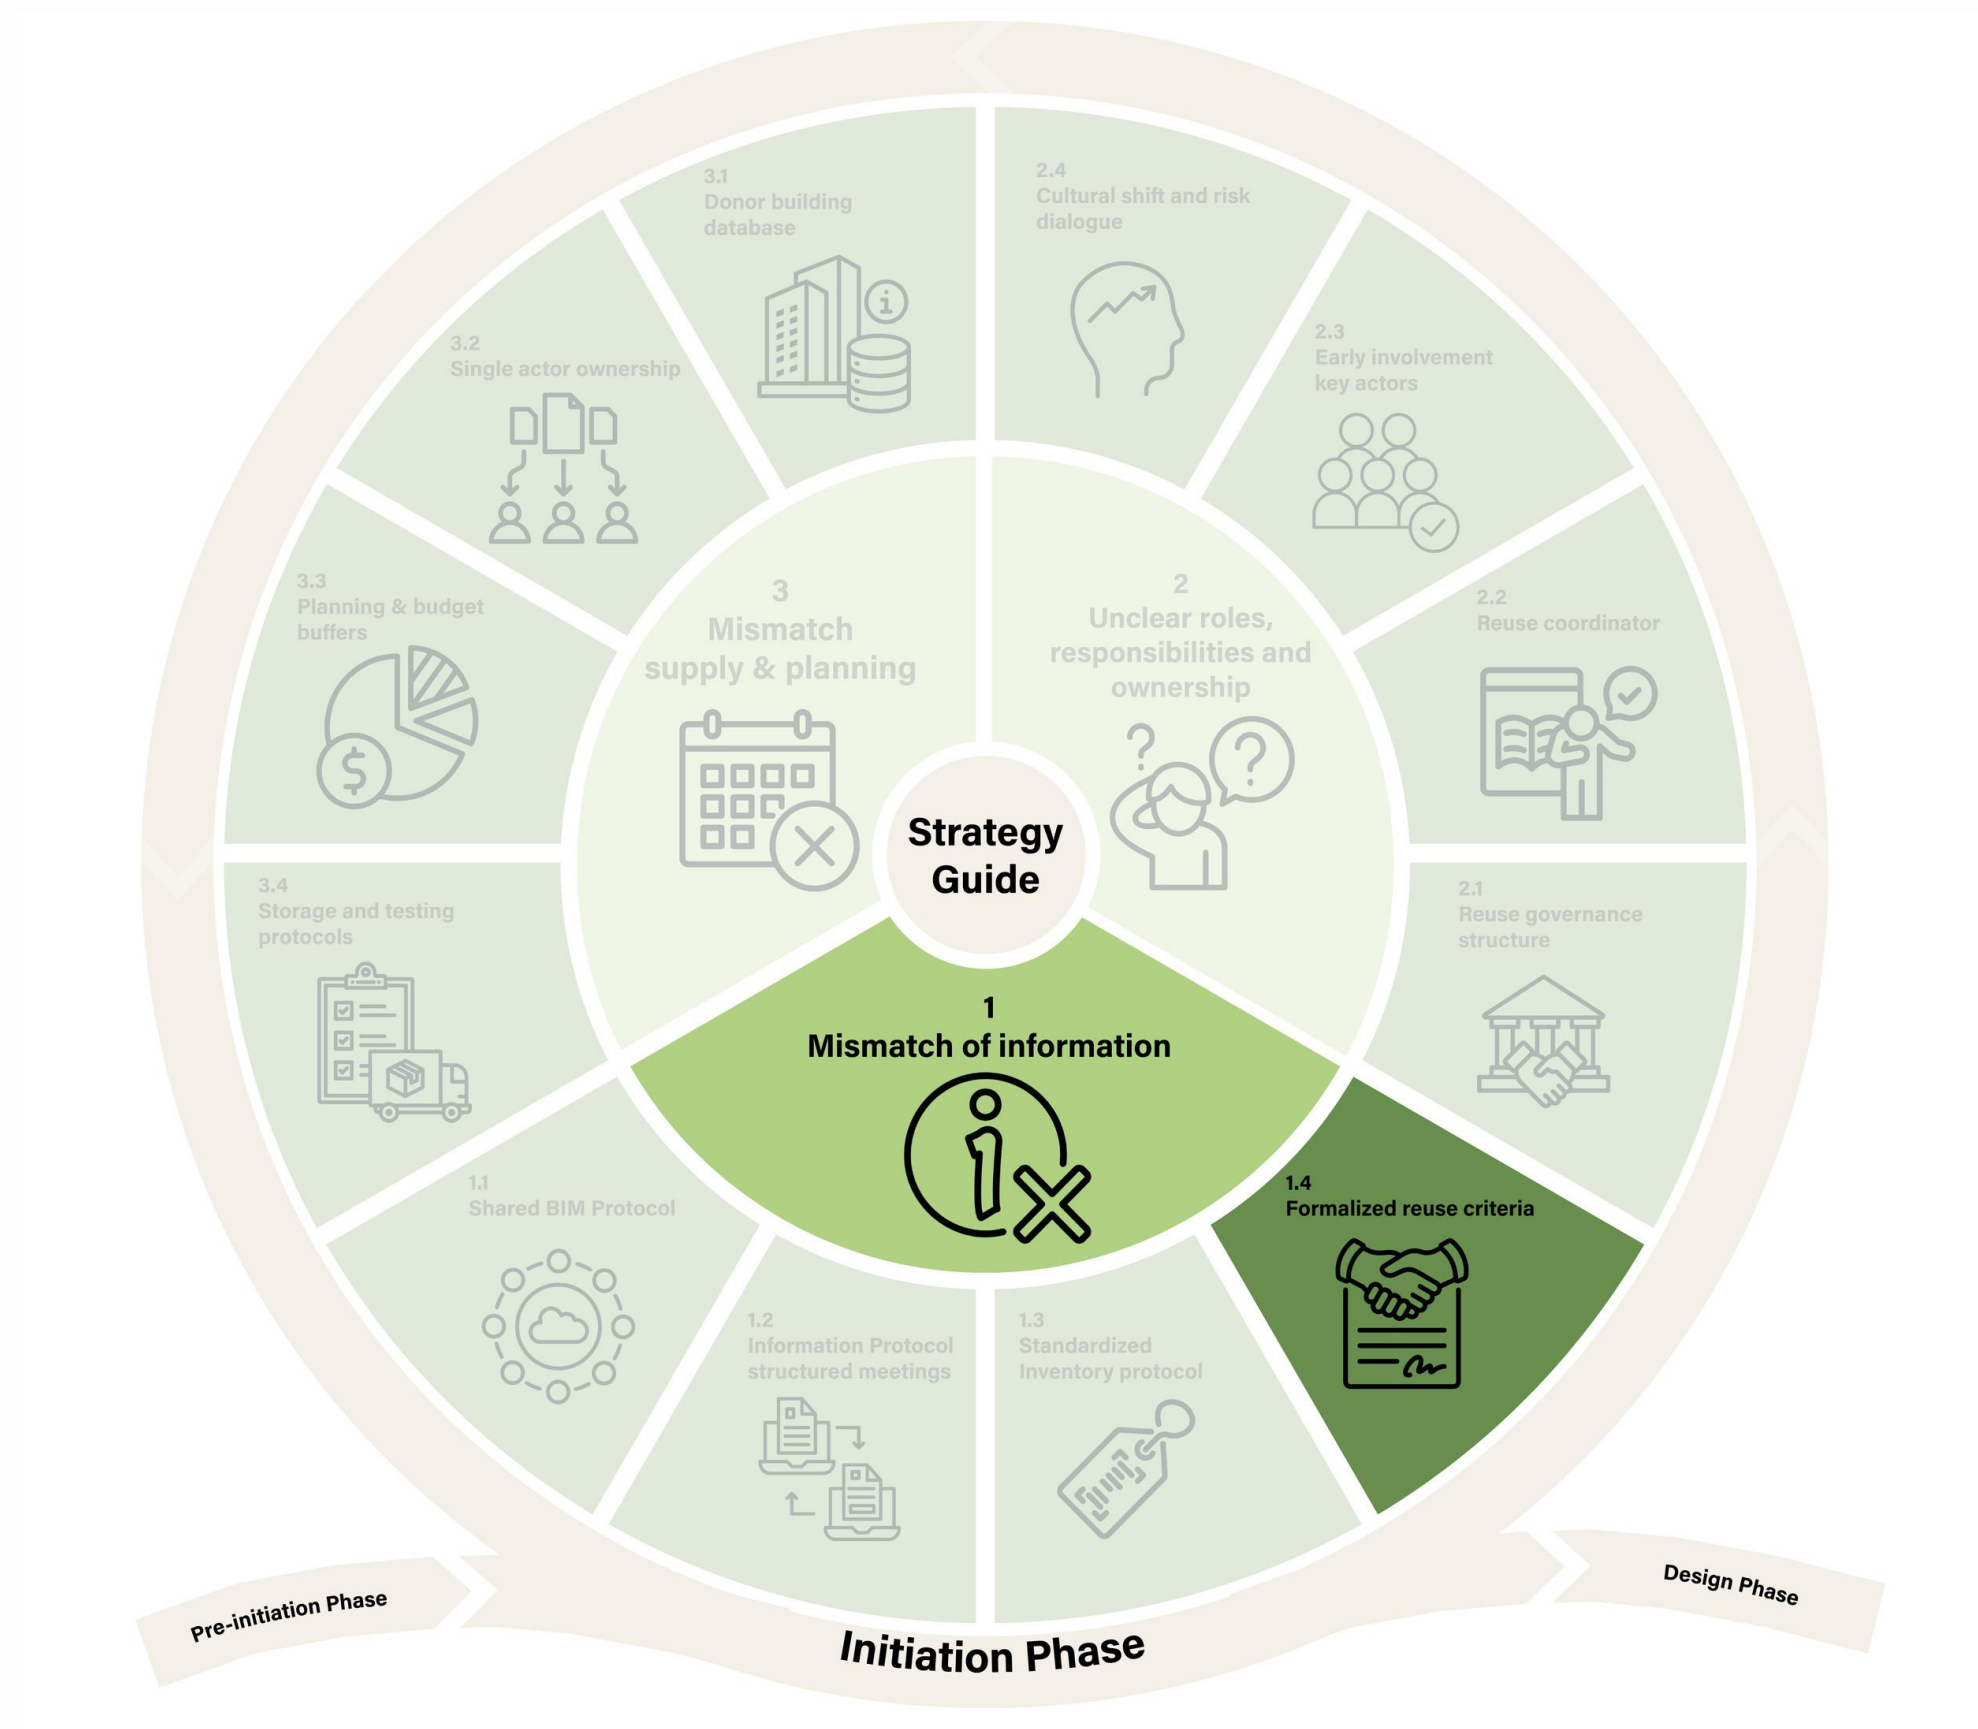 3.1
Donor building
database
2.4
Cultural shift and risk
dialogue
3.2
Single actor ownership
2.3
Early involvement
key actors
3.3
Planning & budget
buffers
2.2
Reuse coordinator
3
Mismatch
supply & planning
2
Unclear roles,
responsibilities and
ownership
Strategy
Guide
3.4
Storage and testing
protocols
2.1
Reuse governance
structure
1
Mismatch of information
1.1
Shared BIM Protocol
1.4
Formalized reuse criteria
1.2
Information Protocol
structured meetings
1.3
Standardized
Inventory protocol
Pre-initiation Phase
Initiation Phase
Design Phase